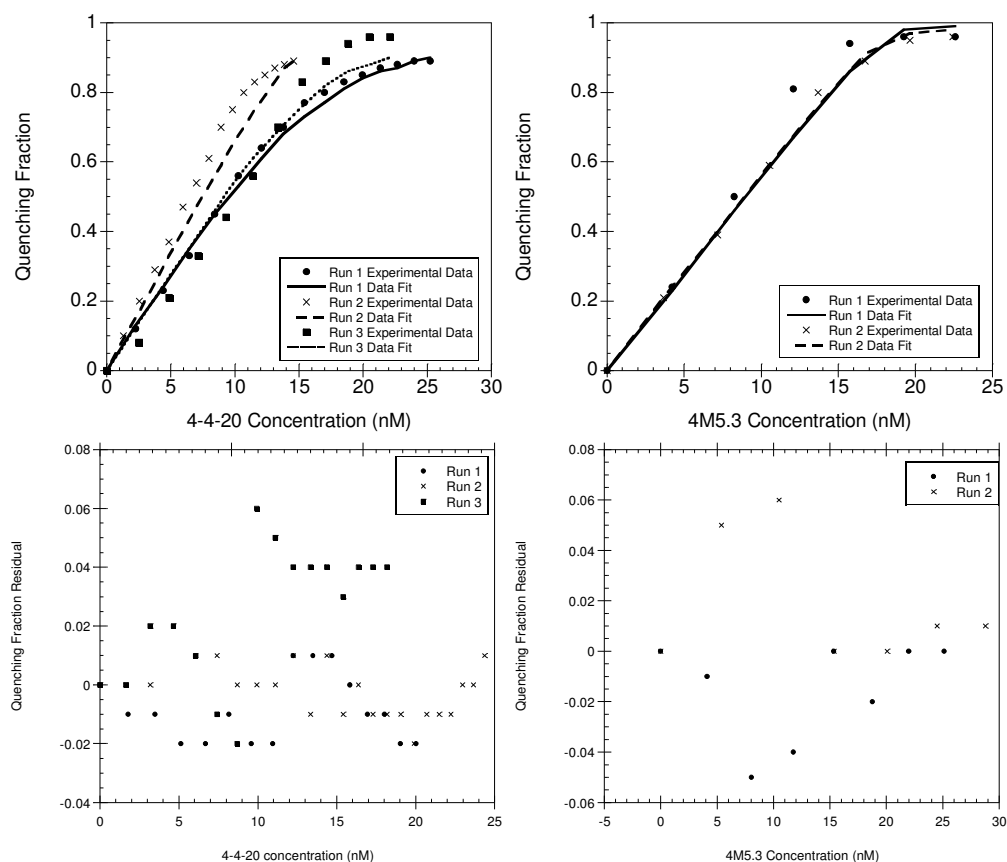 1
0.8
0.6
0.4
0.2
0
Quenching Fraction
Run 1 Experimental Data
Run 1 Data Fit
Run 2 Experimental Data
Run 2 Data Fit
Run 3 Experimental Data
Run 3 Data Fit
0 5 10 15 20 25 30
4-4-20 Concentration (nM)
1
0.8
0.6
0.4
0.2
0
Quenching Fraction
Run 1 Experimental Data
Run 1 Data Fit
Run 2 Experimental Data
Run 2 Data Fit
0 5 10 15 20 25
4M5.3 Concentration (nM)
0.08
0.06
0.04
0.02
0
-0.02
-0.04
Quenching Fraction Residual
Run 1
Run 2
Run 3
0 5 10 15 20 25
4-4-20 concentration (nM)
0.08
0.06
0.04
0.02
0
-0.02
-0.04
-0.06
Quenching Fraction Residual
Run 1
Run 2
-5 0 5 10 15 20 25 30
4M5.3 Concentration (nM)